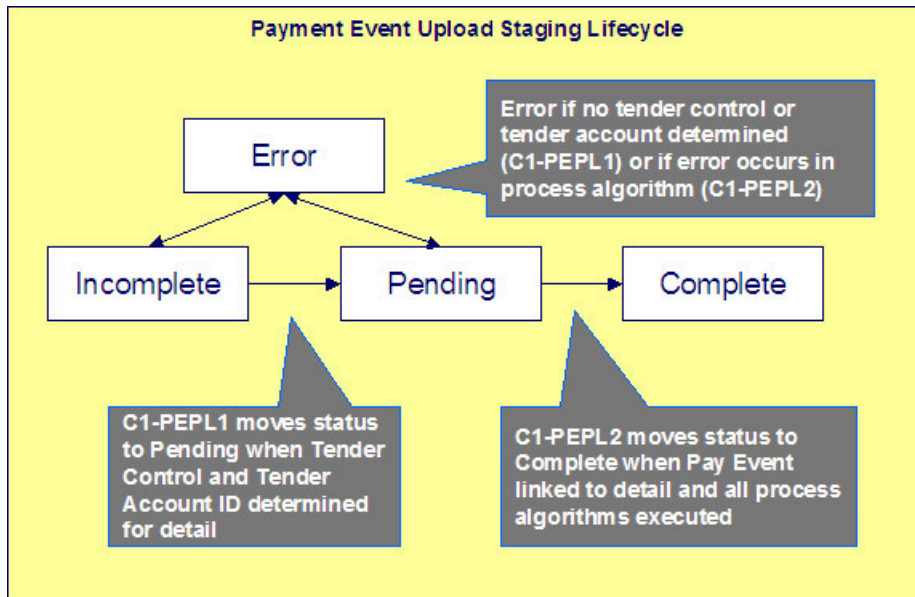 Payment Event Upload Staging Lifecycle
Error if no tender control or
tender account determined
(C1-PEPL1) or if error occurs in
process algorithm (C1-PEPL2)
Error
Incomplete
Pending
Complete
C1-PEPL1 moves status
to Pending when Tender
Control and Tender
Account ID determined
for detail
C1-PEPL2 moves status to
Complete when Pay Event
linked to detail and all process
algorithms executed